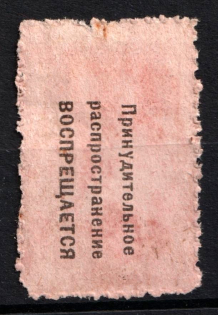 Принудительное
распространение
ВОСПРЕЩАЕТСЯ